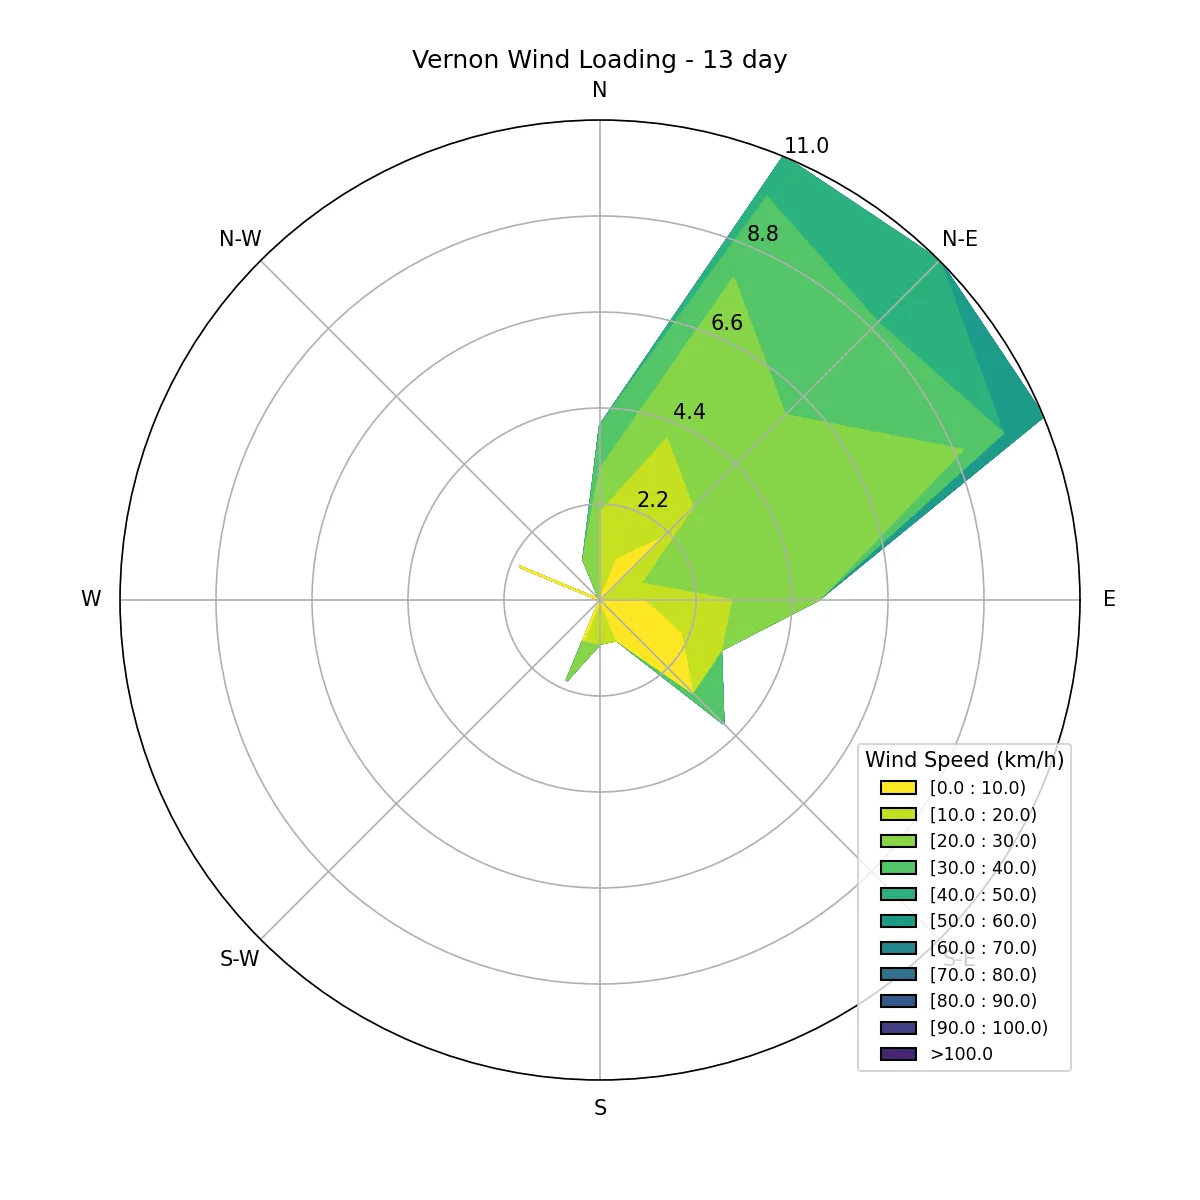 Vernon Wind Loading - 13 day
N
11.0
N-W
8.8
N-E
6.6
4.4
2.2
W
E
Wind Speed (km/h)
[0.0 : 10.0)
[10.0 : 20.0)
[20.0 : 30.0)
[30.0 : 40.0)
[40.0 : 50.0)
[50.0 : 60.0)
[60.0 : 70.0)
[70.0 : 80.0)
[80.0 : 90.0)
[90.0 : 100.0)
>100.0
S-W
S-E
S